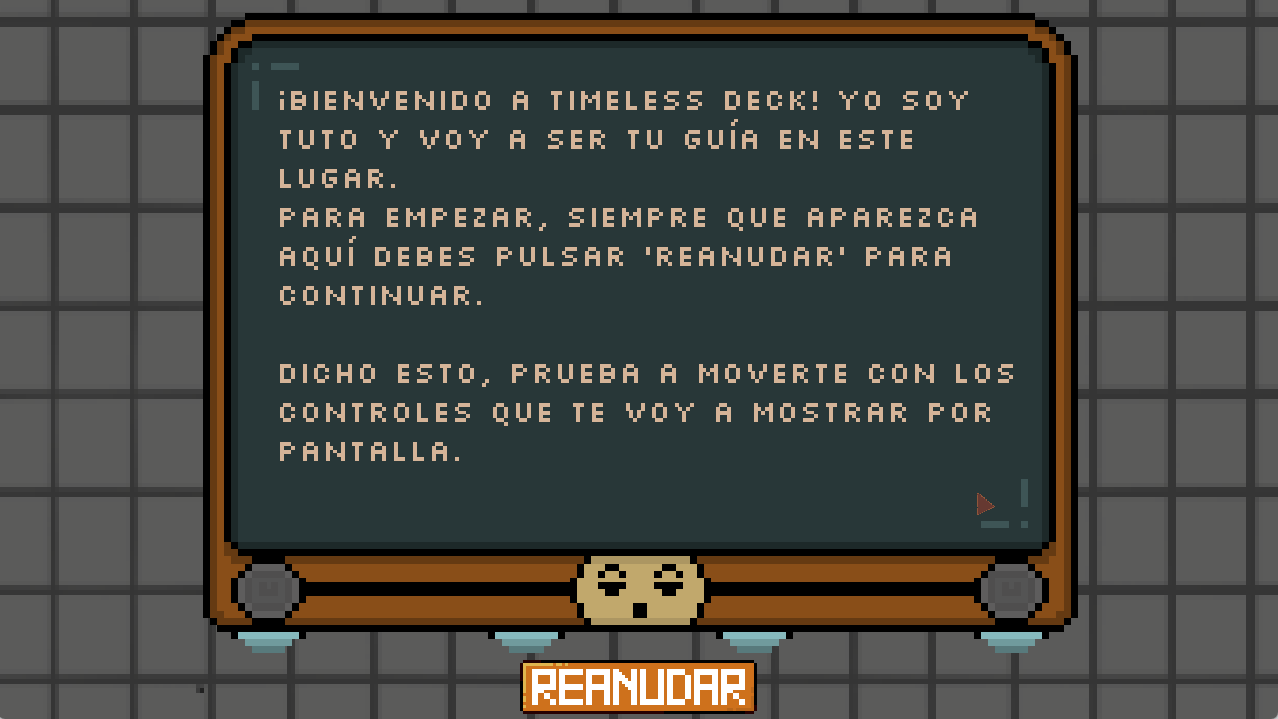 ¡BIENVENIDO A TIMELESS DECK! YO SOY
TUTO Y VOY A SER TU GUÍA EN ESTE
LUGAR.
PARA EMPEZAR, SIEMPRE QUE APAREZCA
AQUÍ DEBES PULSAR 'REANUDAR' PARA
CONTINUAR.
DICHO ESTO, PRUEBA A MOVERTE CON LOS
CONTROLES QUE TE VOY A MOSTRAR POR
PANTALLA.
REANUDAR